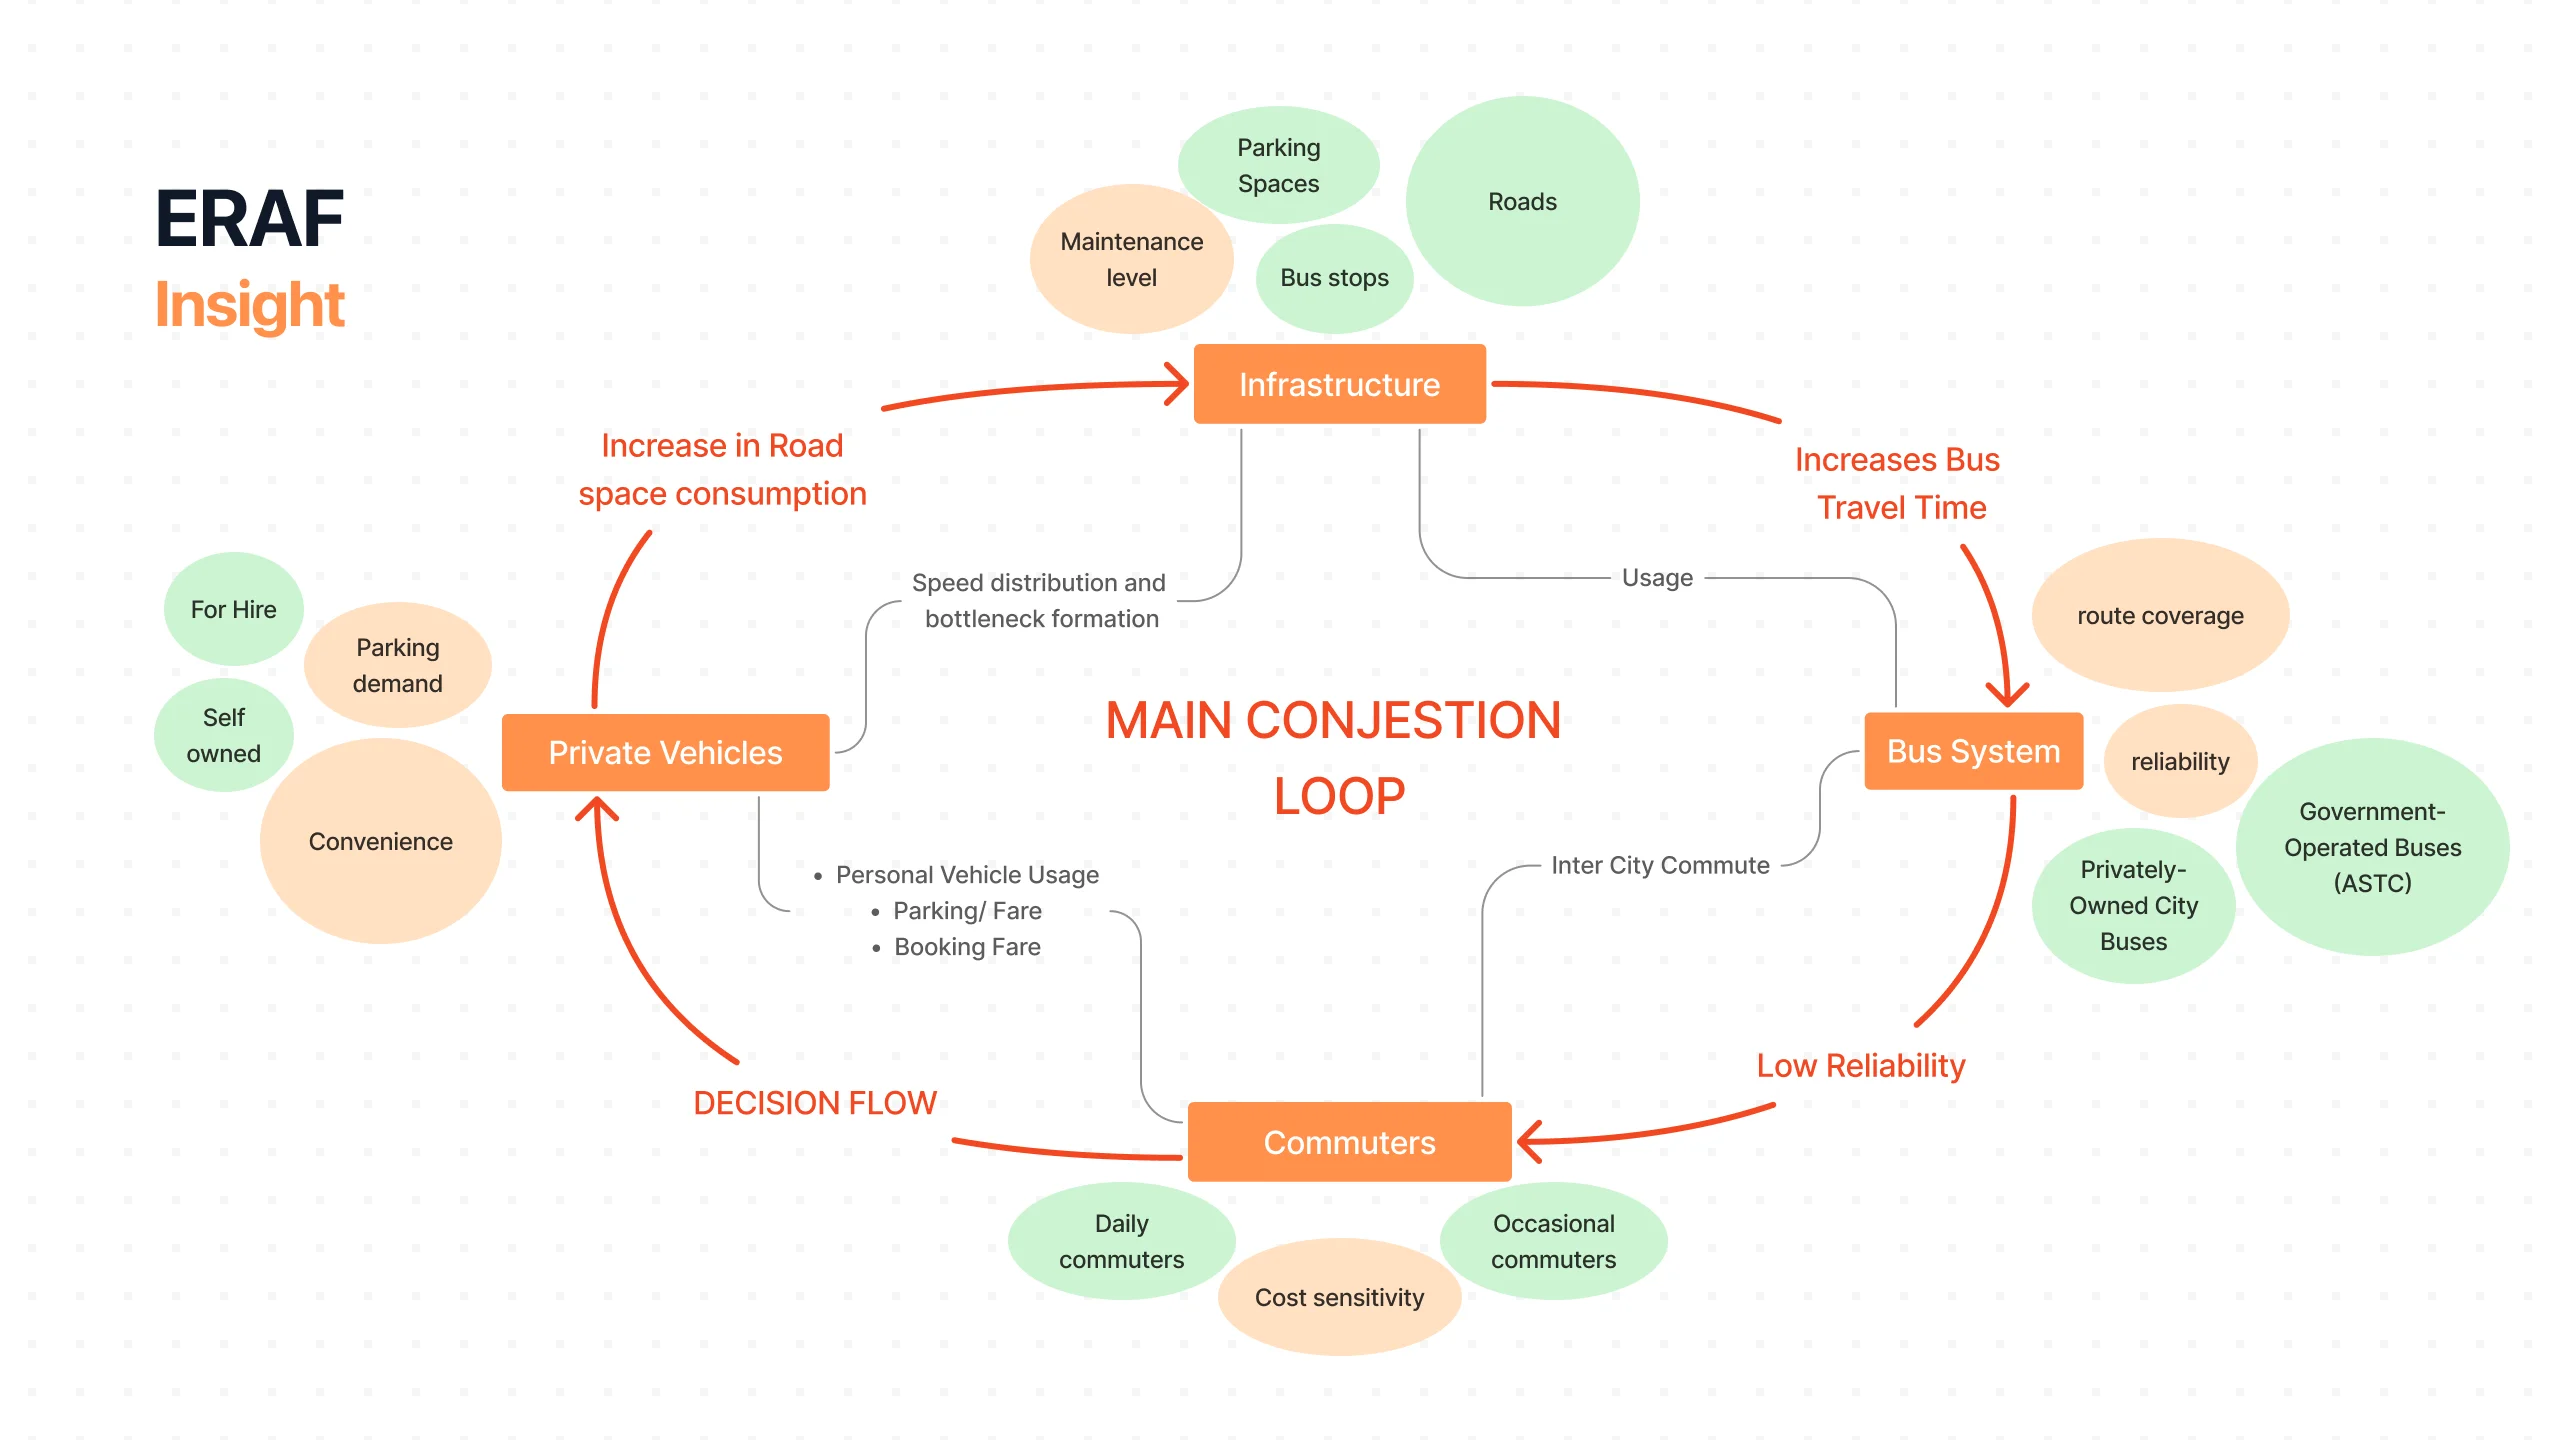 ERAF
Insight
Parking
Spaces
Roads
Maintenance
level
Bus stops
Infrastructure
Increase in Road
space consumption
Increases Bus
Travel Time
Speed distribution and
bottleneck formation
Usage
For Hire
Parking
demand
Self
owned
Convenience
Private Vehicles
MAIN CONJESTION
LOOP
route coverage
Bus System
reliability
Government-
Operated Buses
(ASTC)
Privately-
Owned City
Buses
• Personal Vehicle Usage
• Parking/ Fare
• Booking Fare
Inter City Commute
DECISION FLOW
Low Reliability
Commuters
Daily
commuters
Cost sensitivity
Occasional
commuters